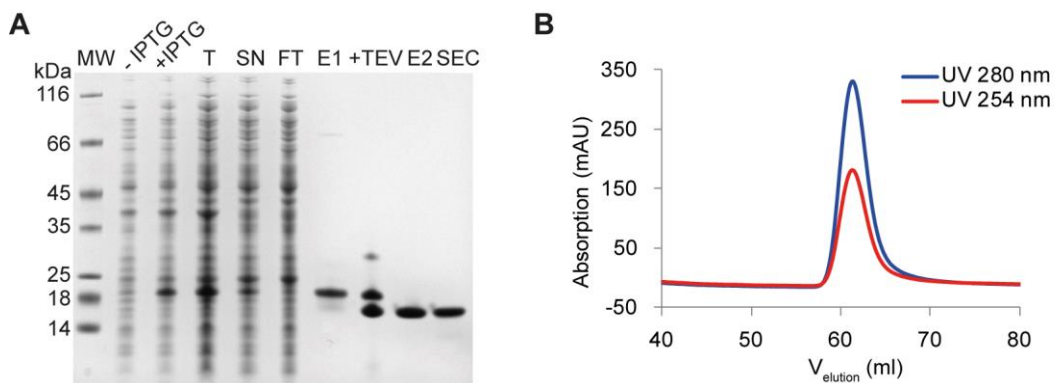 A
MW - IPTG +IPTG T SN FT E1 +TEV E2 SEC
kDa
116
66
45
35
25
18
14
B
350
250
150
50
-50
Absorption (mAU)
UV 280 nm
UV 254 nm
40 50 60 70 80
V elution (ml)